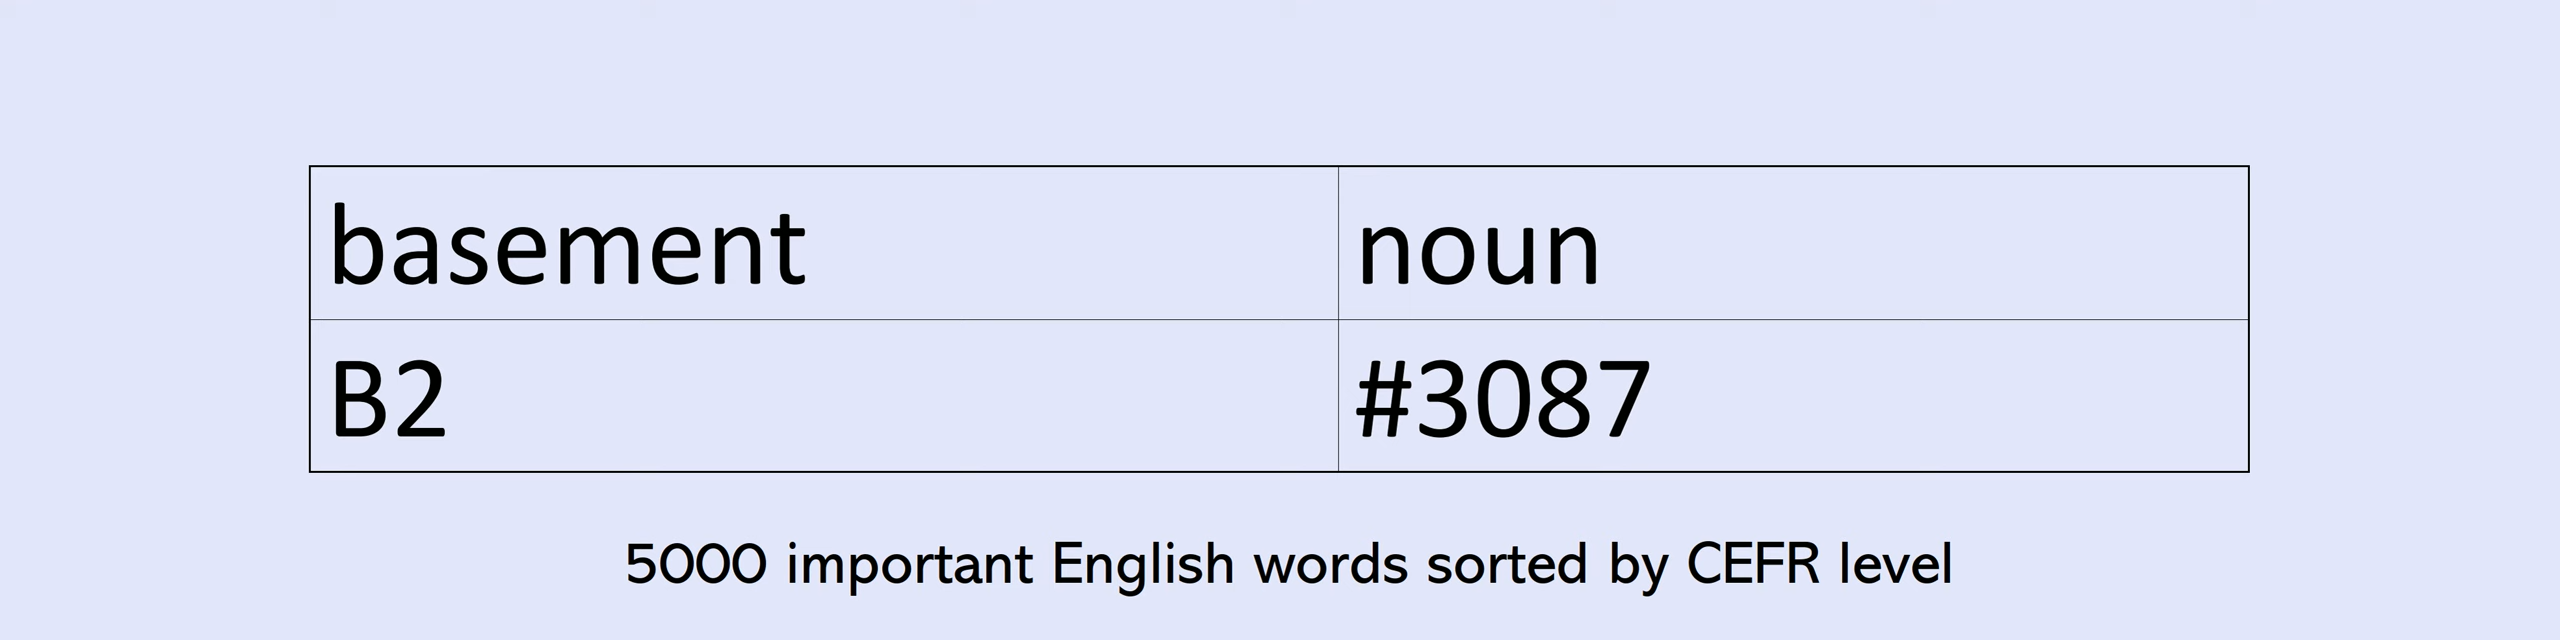 basement noun
B2 #3087
5000 important English words sorted by CEFR level